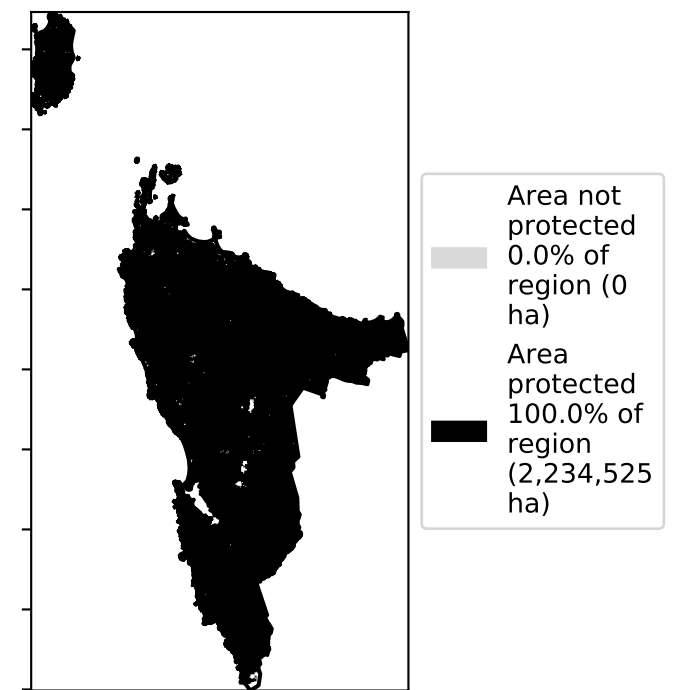 Area not
protected
0.0% of
region (0
ha)
Area
protected
100.0% of
region
(2,234,525
ha)